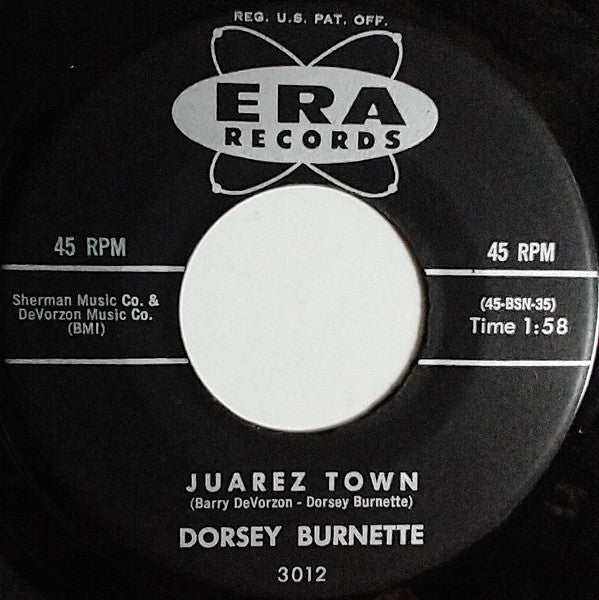 REG. U.S. PAT. OFF.
ERA
RECORDS
45 RPM
45 RPM
Sherman Music Co. &
DeVorzon Music Co.
(BMI)
(45-BSN-35)
Time 1:58
JUAREZ TOWN
(Barry DeVorzon - Dorsey Burnette)
DORSEY BURNETTE
3012